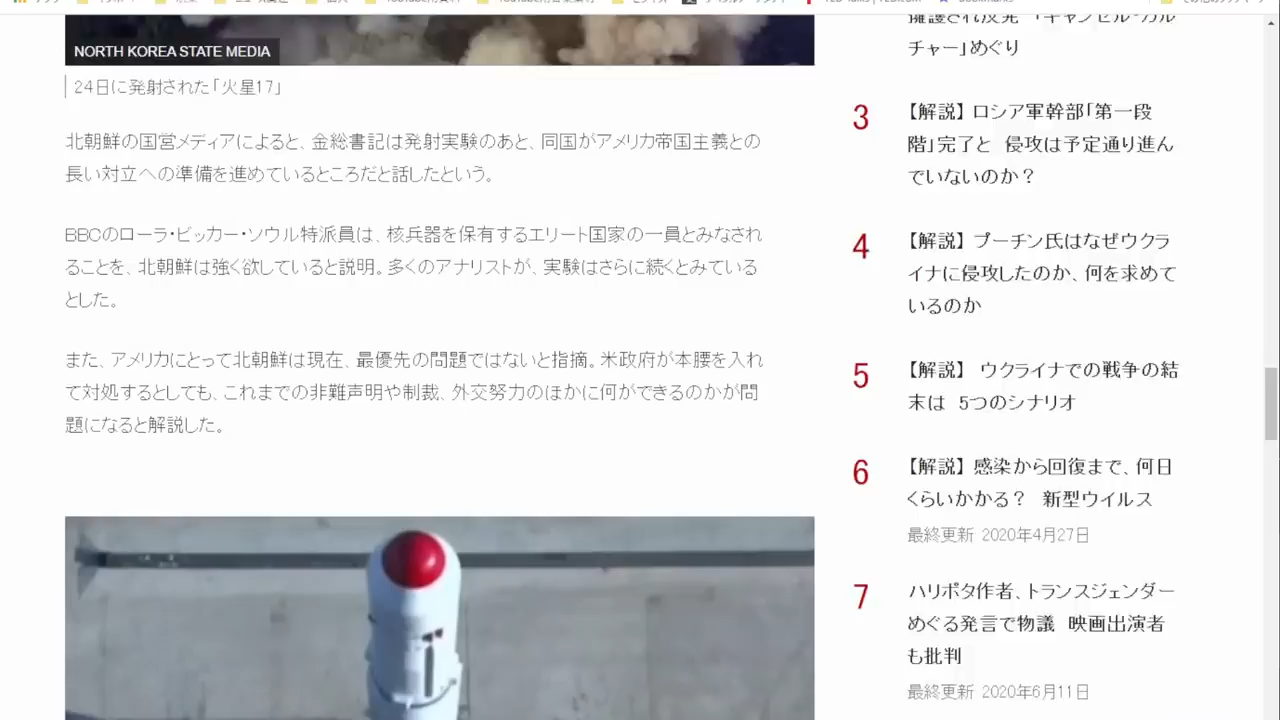 NORTH KOREA STATE MEDIA
24日に発射された「火星17」
北朝鮮の国営メディアによると、金総書記は発射実験のあと、同国がアメリカ帝国主義との
長い対立への準備を進めているところだと話したという。
BBCのローラ・ビッカー・ソウル特派員は、核兵器を保有するエリート国家の一員とみなされ
ることを、北朝鮮は強く欲していると説明。多くのアナリストが、実験はさらに続くとみている
とした。
また、アメリカにとって北朝鮮は現在、最優先の問題ではないと指摘。米政府が本腰を入れ
て対処するとしても、これまでの非難声明や制裁、外交努力のほかに何ができるのかが問
題になると解説した。
擁護され反発 「キャンセル・カル
チャー」めぐり
3
【解説】 ロシア軍幹部「第一段
階」完了と 侵攻は予定通り進ん
でいないのか？
4
【解説】 プーチン氏はなぜウクラ
イナに侵攻したのか、何を求めて
いるのか
5
【解説】 ウクライナでの戦争の結
末は 5つのシナリオ
6
【解説】 感染から回復まで、何日
くらいかかる？ 新型ウイルス
最終更新 2020年4月27日
7
ハリポタ作者、トランスジェンダー
めぐる発言で物議 映画出演者
も批判
最終更新 2020年6月11日